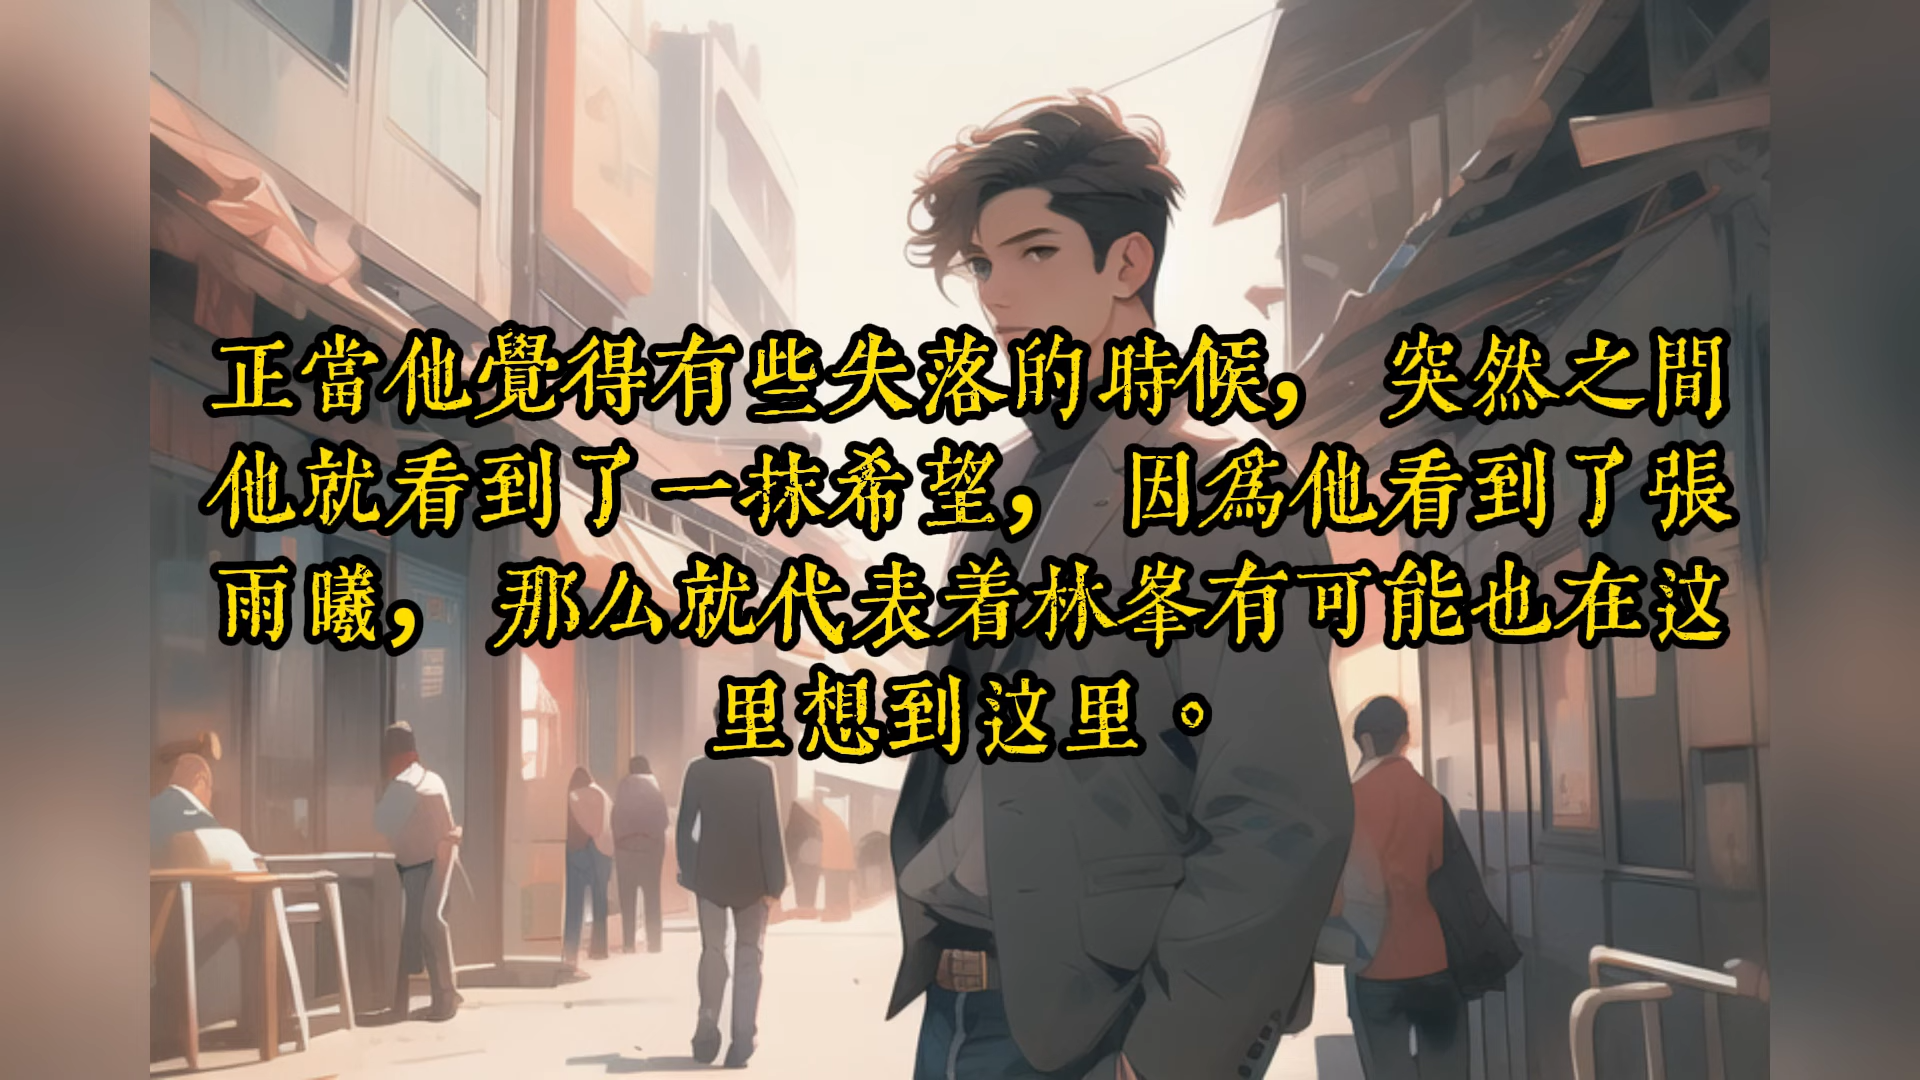 正當他覺得有些失落的時候，突然之間
他就看到了一抹希望，因爲他看到了張
雨曦，那么就代表着林峯有可能也在这
里想到这里。